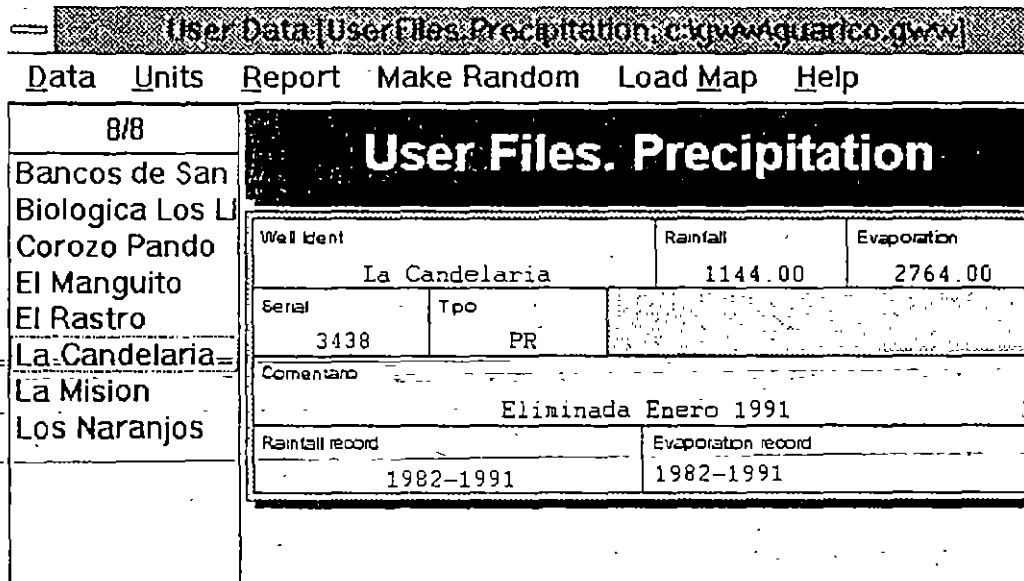 User Data [UserFiles.Precipitation: c:\gww\guarico.gww]
Data Units Report Make Random Load Map Help
8/8
Bancos de San
Biologica Los Ll
Corozo Pando
El Manguito
El Rastro
La Candelaria
La Mision
Los Naranjos
User Files. Precipitation
Well Ident Rainfall Evaporation
La Candelaria 1144.00 2764.00
Serial Tipo
3438 PR
Comentario
Eliminada Enero 1991
Rainfall record Evaporation record
1982-1991 1982-1991